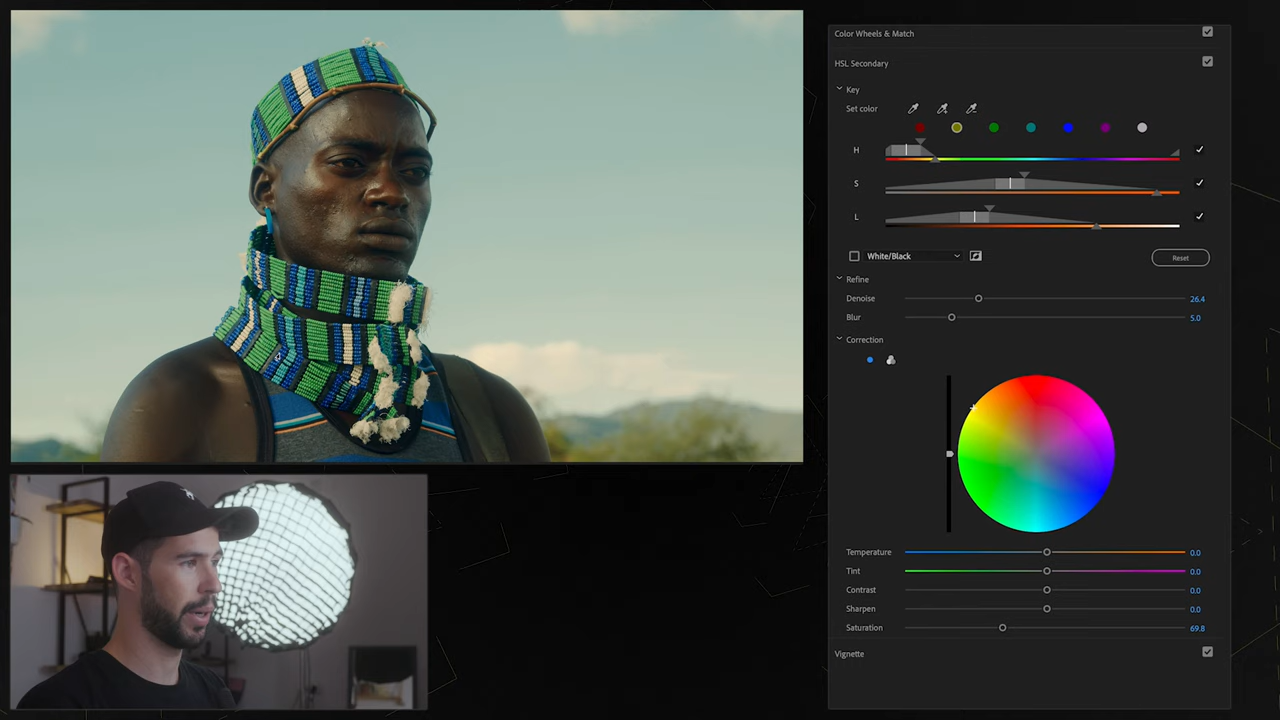 Color Wheels & Match
HSL Secondary
Key
Set color
H
S
L
White/Black
Reset
Refine
Denoise 26.4
Blur 5.0
Correction
Temperature 0.0
Tint 0.0
Contrast 0.0
Sharpen 0.0
Saturation 69.8
Vignette